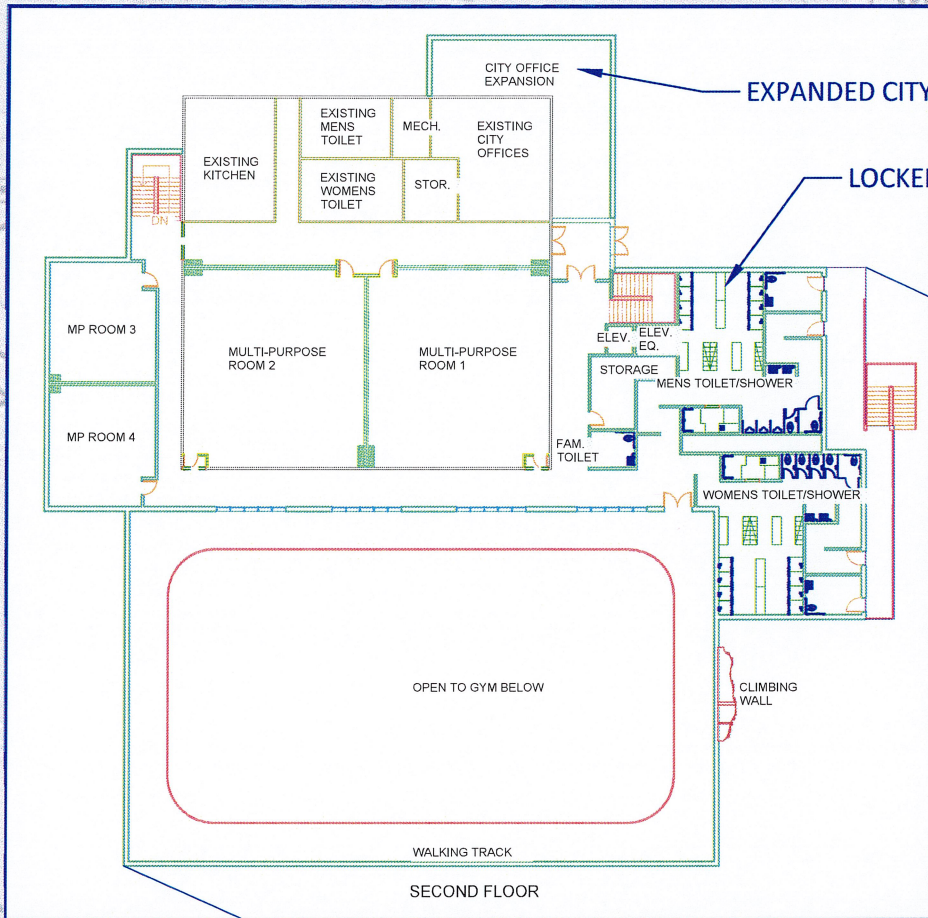 CITY OFFICE
EXPANSION
EXPANDED CITY
EXISTING
MENS
TOILET
MECH.
EXISTING
CITY
OFFICES
EXISTING
KITCHEN
EXISTING
WOMENS
TOILET
STOR.
LOCKE
DN
MP ROOM 3
MULTI-PURPOSE
ROOM 2
MULTI-PURPOSE
ROOM 1
ELEV.
ELEV.
EQ.
STORAGE
MENS TOILET/SHOWER
MP ROOM 4
FAM.
TOILET
WOMENS TOILET/SHOWER
OPEN TO GYM BELOW
CLIMBING
WALL
WALKING TRACK
SECOND FLOOR